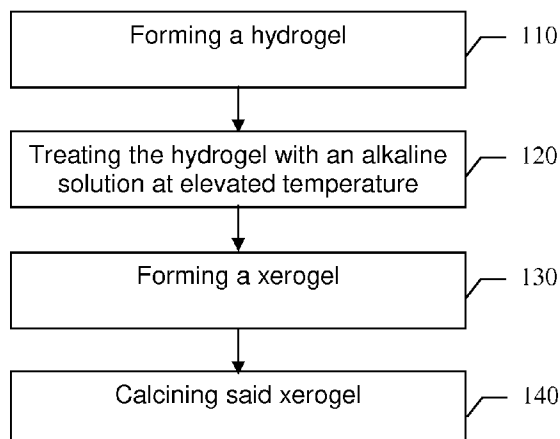 Forming a hydrogel
110
Treating the hydrogel with an alkaline
solution at elevated temperature
120
Forming a xerogel
130
Calcining said xerogel
140